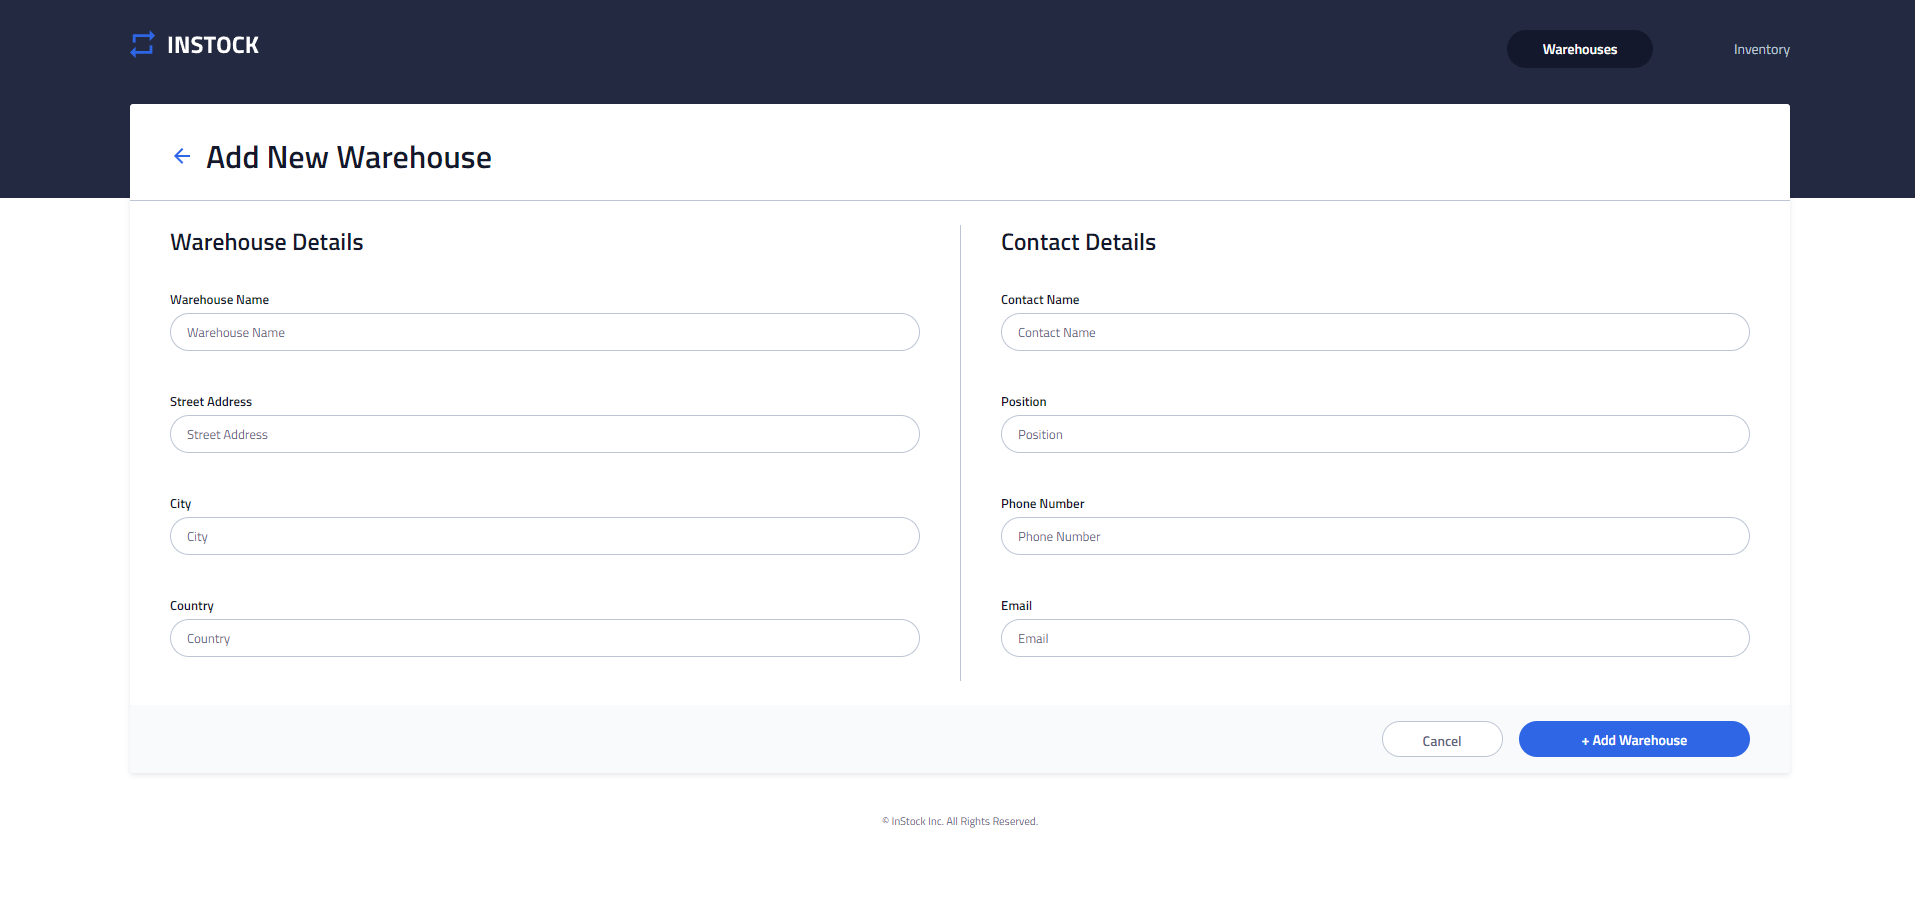 INSTOCK
Warehouses
Inventory
Add New Warehouse
Warehouse Details
Warehouse Name
Warehouse Name
Street Address
Street Address
City
City
Country
Country
Contact Details
Contact Name
Contact Name
Position
Position
Phone Number
Phone Number
Email
Email
Cancel
+ Add Warehouse
© InStock Inc. All Rights Reserved.